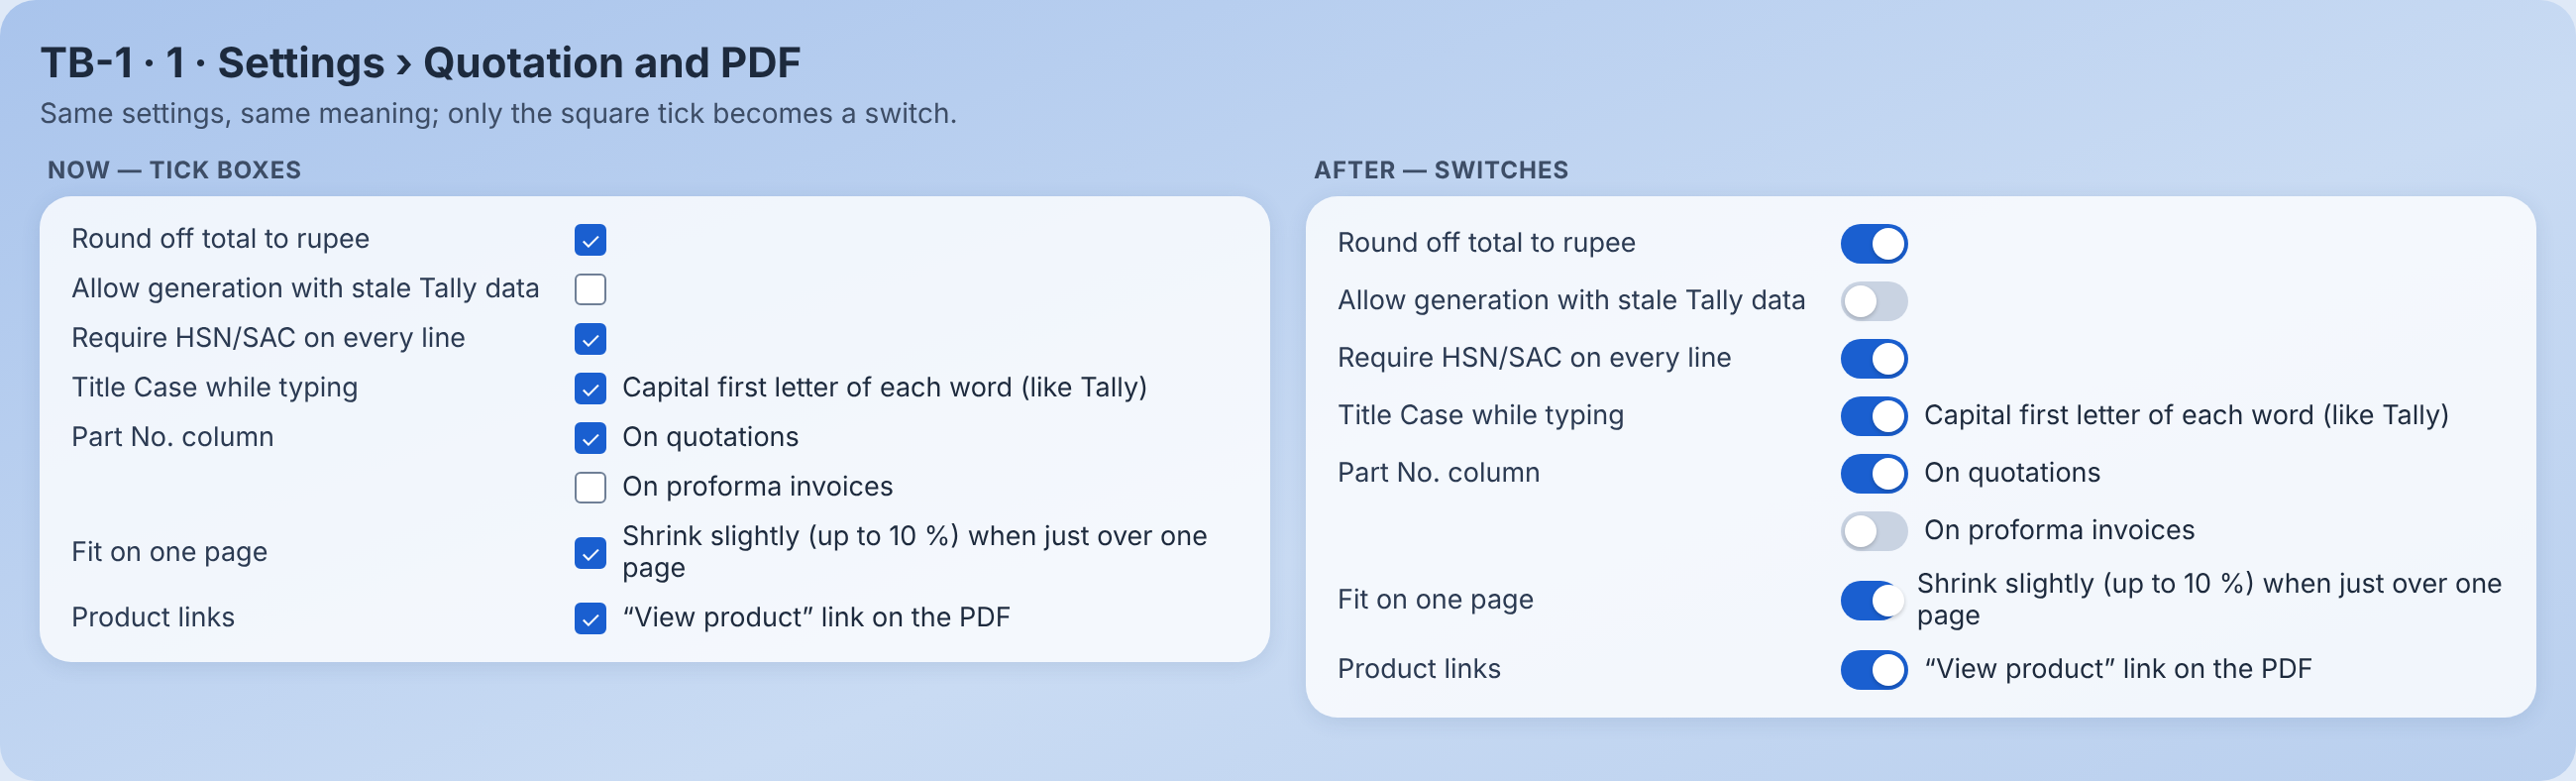 TB-1 · 1 · Settings › Quotation and PDF
Same settings, same meaning; only the square tick becomes a switch.
NOW — TICK BOXES
Round off total to rupee
Allow generation with stale Tally data
Require HSN/SAC on every line
Title Case while typing
Capital first letter of each word (like Tally)
Part No. column
On quotations
On proforma invoices
Fit on one page
Shrink slightly (up to 10 %) when just over one
page
Product links
“View product” link on the PDF
AFTER — SWITCHES
Round off total to rupee
Allow generation with stale Tally data
Require HSN/SAC on every line
Title Case while typing
Capital first letter of each word (like Tally)
Part No. column
On quotations
On proforma invoices
Fit on one page
Shrink slightly (up to 10 %) when just over one
page
Product links
“View product” link on the PDF